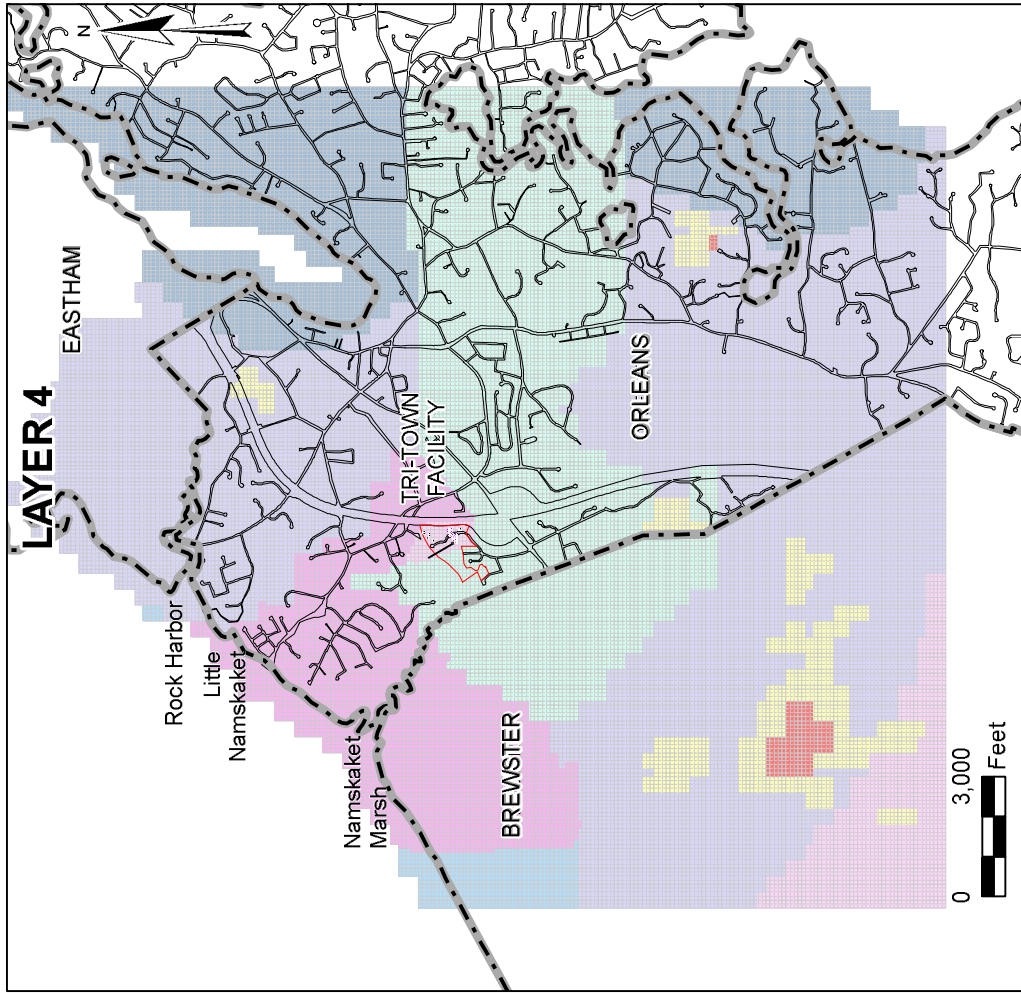 LAYER 4
N
EASTHAM
Rock Harbor
Little
Namskaket
TRI-TOWN
FACILITY
Namskaket
Marsh
ORLEANS
BREWSTER
0
3,000
Feet